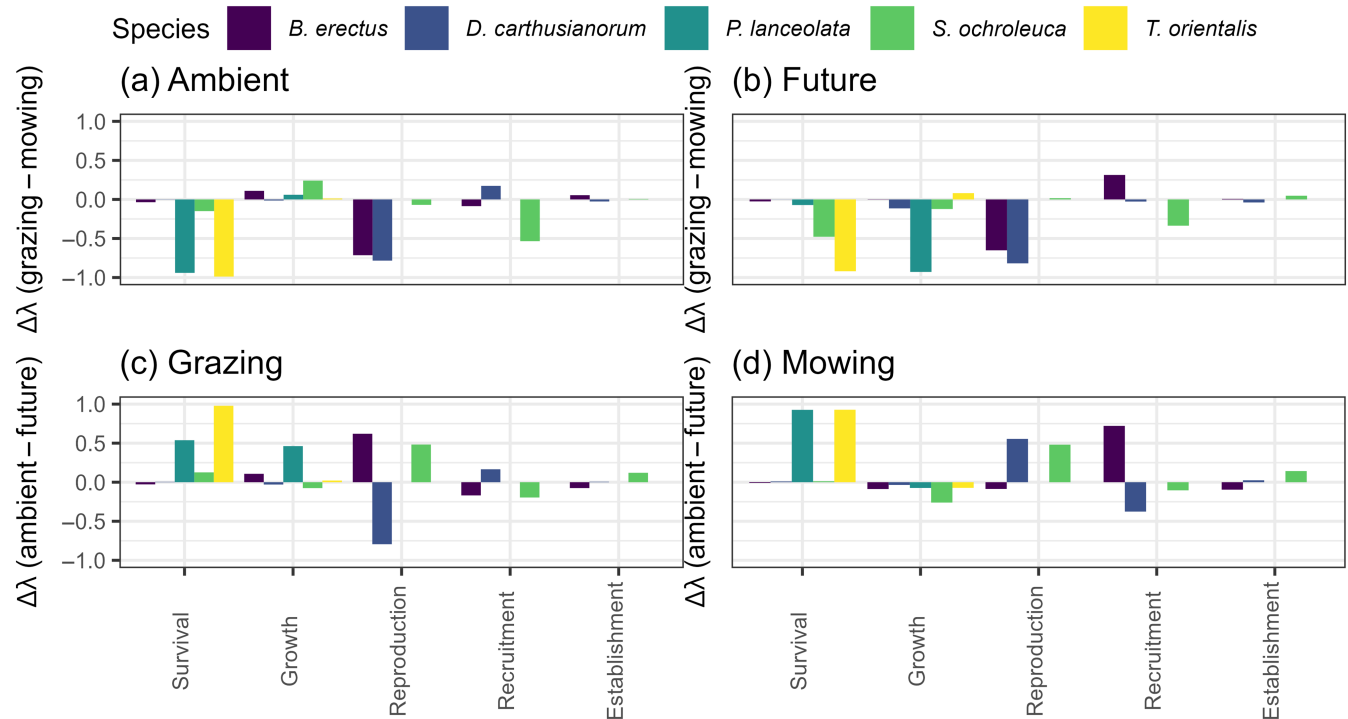 Species B. erectus D. carthusianorum P. lanceolata S. ochroleuca T. orientalis
(a) Ambient
Δλ (grazing – mowing)
1.0
0.5
0.0
−0.5
−1.0
(b) Future
Δλ (grazing – mowing)
(c) Grazing
Δλ (ambient – future)
1.0
0.5
0.0
−0.5
−1.0
Survival
Growth
Reproduction
Recruitment
Establishment
(d) Mowing
Δλ (ambient – future)
Survival
Growth
Reproduction
Recruitment
Establishment